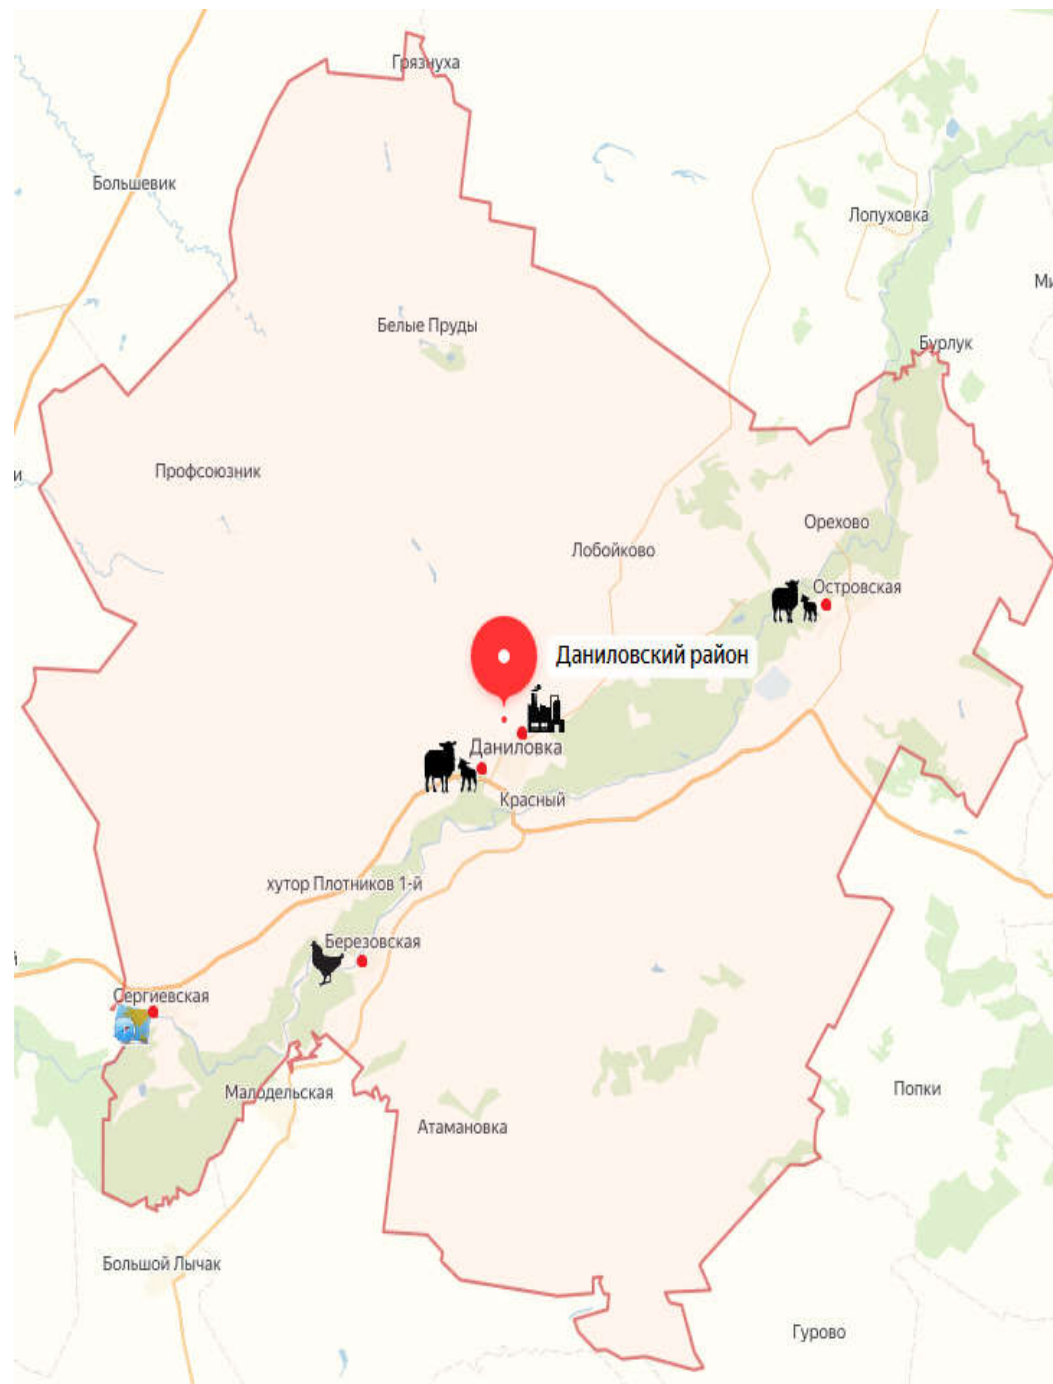 Грязнуха
Большевик
Лопуховка
Ми
Белые Пруды
Бурлук
Профсоюзник
и
Орехово
Лобойково
Островская
Даниловский район
Даниловка
Красный
хутор Плотников 1-й
Березовская
й
Сергиевская
Малодельская
Попки
Атамановка
Большой Лычак
Гурово